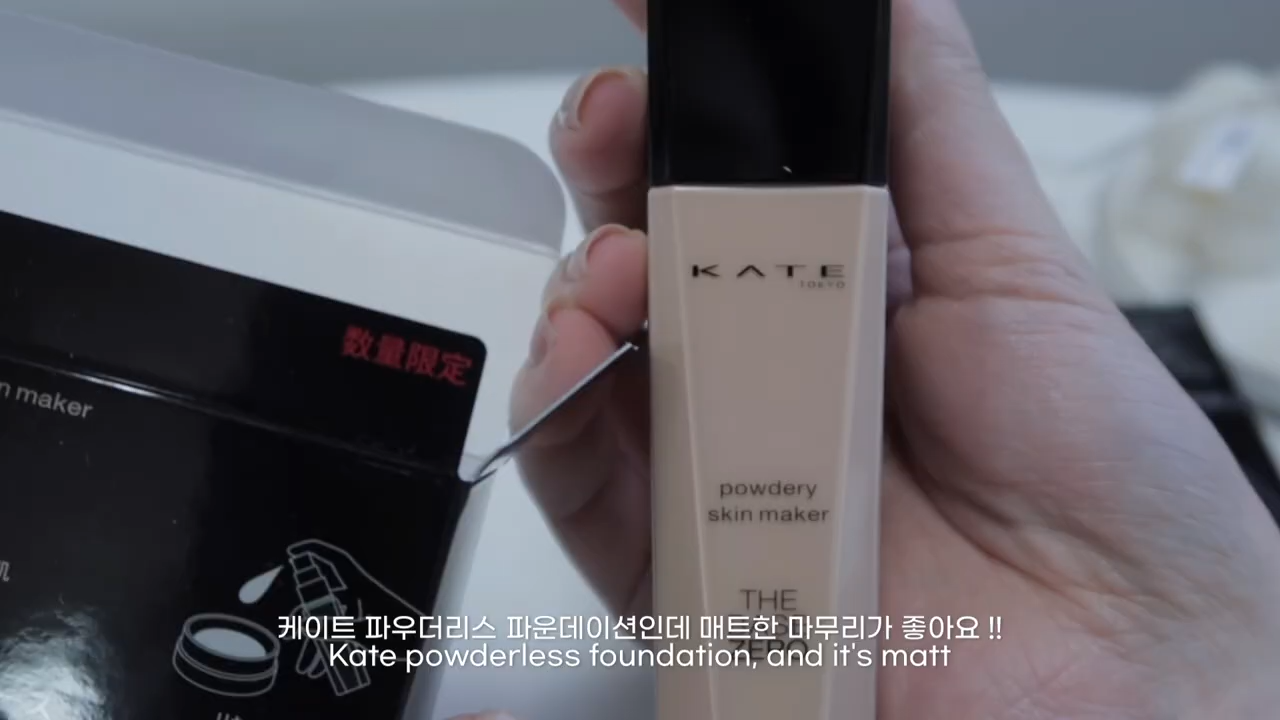 数量限定
n maker
KATE
TOKYO
powdery
skin maker
THE
ZERO
케이트 파우더리스 파운데이션인데 매트한 마무리가 좋아요 !!
Kate powderless foundation, and it's matt